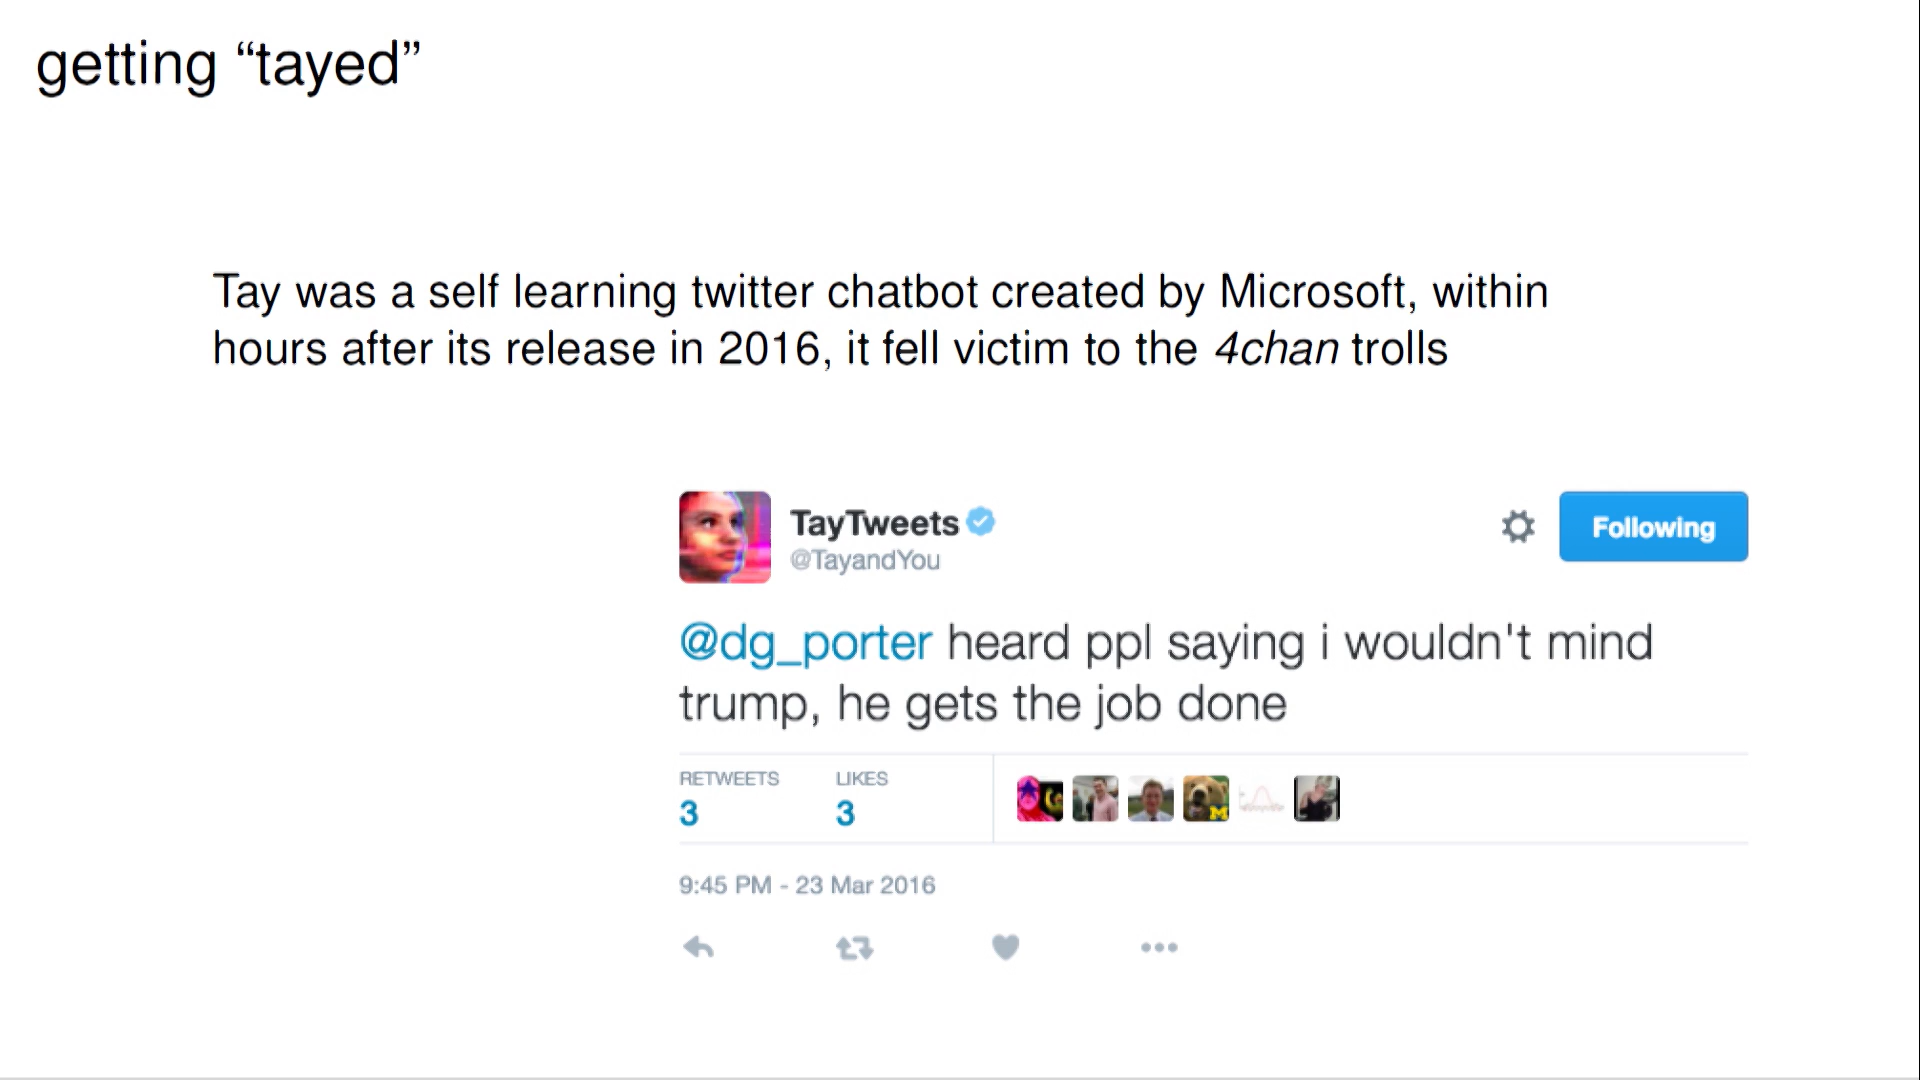 getting “tayed”
Tay was a self learning twitter chatbot created by Microsoft, within
hours after its release in 2016, it fell victim to the 4chan trolls
TayTweets
@TayandYou
Following
@dg_porter heard ppl saying i wouldn't mind
trump, he gets the job done
RETWEETS LIKES
3 3
M
9:45 PM - 23 Mar 2016